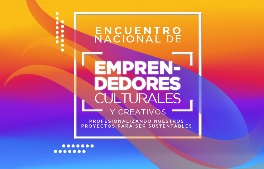 ENCUENTRO
NACIONAL DE
EMPREN-
DEDORES
CULTURALES
Y CREATIVOS
PROFESIONALIZANDO NUESTROS
PROYECTOS PARA SER SUSTENTABLES